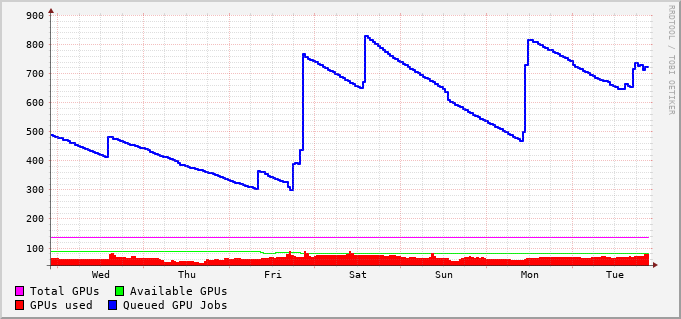 900
800
700
600
500
400
300
200
100
Wed Thu Fri Sat Sun Mon Tue
Total GPUs Available GPUs
GPUs used Queued GPU Jobs
RRDTOOL / TOBI OETIKER